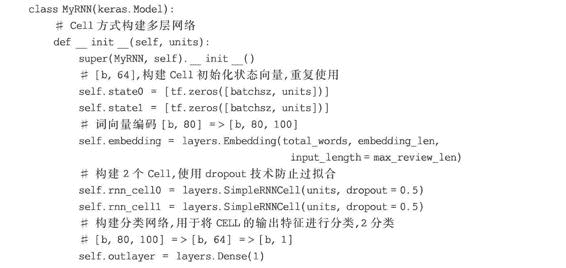 class MyRNN(keras.Model):
# Cell 方式构建多层网络
def __ init __(self, units):
super(MyRNN, self).__ init __()
# [b, 64],构建 Cell 初始化状态向量,重复使用
self.state0 = [tf.zeros([batchsz, units])]
self.state1 = [tf.zeros([batchsz, units])]
# 词向量编码 [b, 80] => [b, 80, 100]
self.embedding = layers.Embedding(total_words, embedding_len,
input_length = max_review_len)
# 构建 2 个 Cell,使用 dropout 技术防止过拟合
self.rnn_cell0 = layers.SimpleRNNCell(units, dropout = 0.5)
self.rnn_cell1 = layers.SimpleRNNCell(units, dropout = 0.5)
# 构建分类网络,用于将 CELL 的输出特征进行分类,2 分类
# [b, 80, 100] => [b, 64] => [b, 1]
self.outlayer = layers.Dense(1)